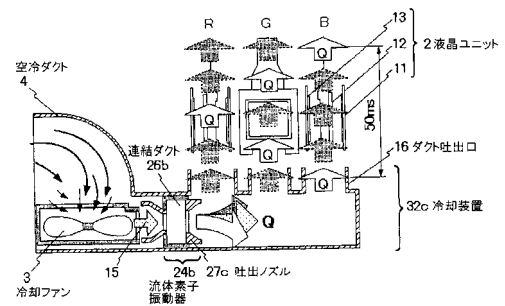 R G B
13
12
2 液晶ユニット
11
空冷ダクト
4
Q Q
Q Q Q
Q Q
50ms
連結ダクト
26b
16 ダクト吐出口
32c 冷却装置
Q
3
冷却ファン
15
24b
流体素子
振動器
27c 吐出ノズル